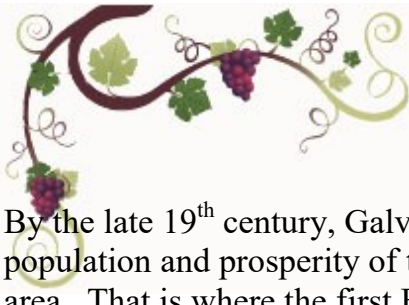 By the late 19th century, Galv
population and prosperity of t
area. That is where the first